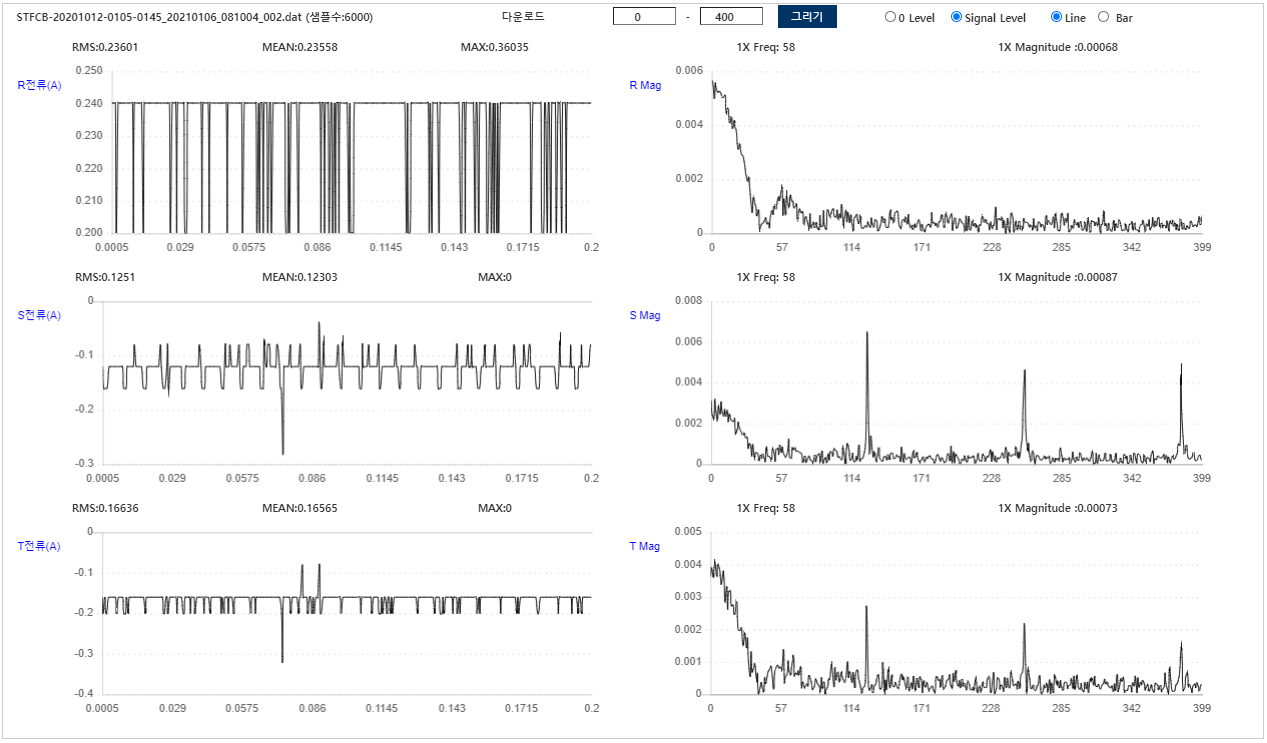 STFCB-20201012-0105-0145_20210106_081004_002.dat (샘플수:6000) 다운로드 0 - 400 그리기 0 Level Signal Level Line Bar
RMS:0.23601 MEAN:0.23558 MAX:0.36035 1X Freq: 58 1X Magnitude :0.00068
R전류(A)
0.250
0.240
0.230
0.220
0.210
0.200
0.0005 0.029 0.0575 0.086 0.1145 0.143 0.1715 0.2
R Mag
0.006
0.004
0.002
0
0 57 114 171 228 285 342 399
RMS:0.1251 MEAN:0.12303 MAX:0 1X Freq: 58 1X Magnitude :0.00087
S전류(A)
0
-0.1
-0.2
-0.3
0.0005 0.029 0.0575 0.086 0.1145 0.143 0.1715 0.2
S Mag
0.008
0.006
0.004
0.002
0
0 57 114 171 228 285 342 399
RMS:0.16636 MEAN:0.16565 MAX:0 1X Freq: 58 1X Magnitude :0.00073
T전류(A)
0
-0.1
-0.2
-0.3
-0.4
0.0005 0.029 0.0575 0.086 0.1145 0.143 0.1715 0.2
T Mag
0.005
0.004
0.003
0.002
0.001
0
0 57 114 171 228 285 342 399